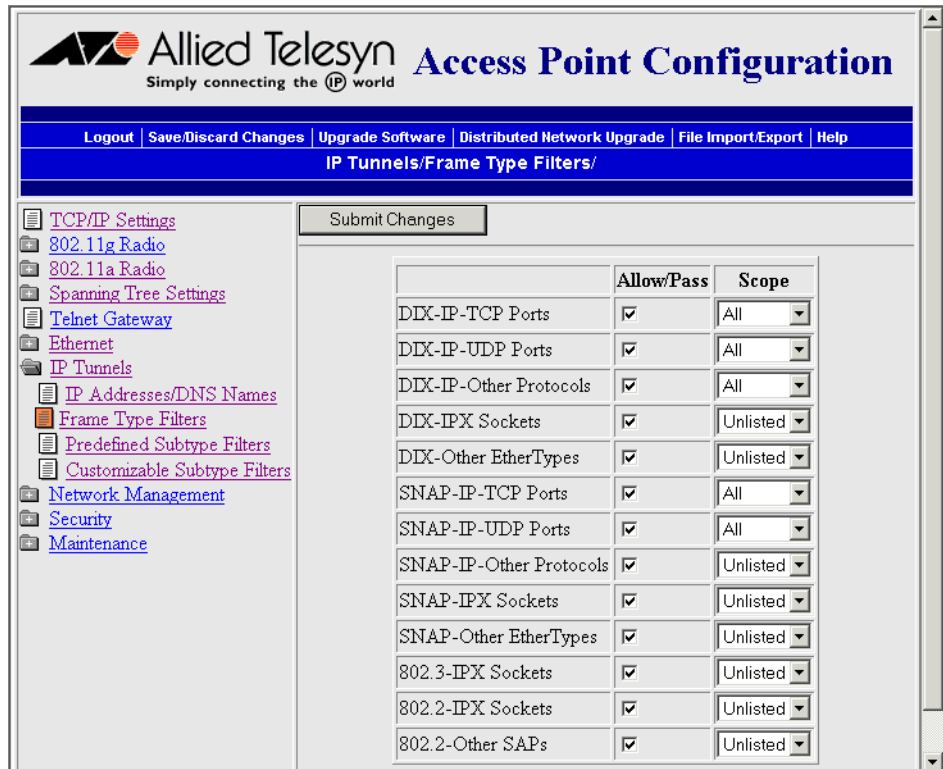 Allied Telesyn
Simply connecting the IP world
Access Point Configuration
Logout | Save/Discard Changes | Upgrade Software | Distributed Network Upgrade | File Import/Export | Help
IP Tunnels/Frame Type Filters/
TCP/IP Settings
802.11g Radio
802.11a Radio
Spanning Tree Settings
Telnet Gateway
Ethernet
IP Tunnels
IP Addresses/DNS Names
Frame Type Filters
Predefined Subtype Filters
Customizable Subtype Filters
Network Management
Security
Maintenance
Submit Changes
Allow/Pass Scope
DIX-IP-TCP Ports All
DIX-IP-UDP Ports All
DIX-IP-Other Protocols All
DIX-IPX Sockets Unlisted
DIX-Other EtherTypes Unlisted
SNAP-IP-TCP Ports All
SNAP-IP-UDP Ports All
SNAP-IP-Other Protocols Unlisted
SNAP-IPX Sockets Unlisted
SNAP-Other EtherTypes Unlisted
802.3-IPX Sockets Unlisted
802.2-IPX Sockets Unlisted
802.2-Other SAPs Unlisted